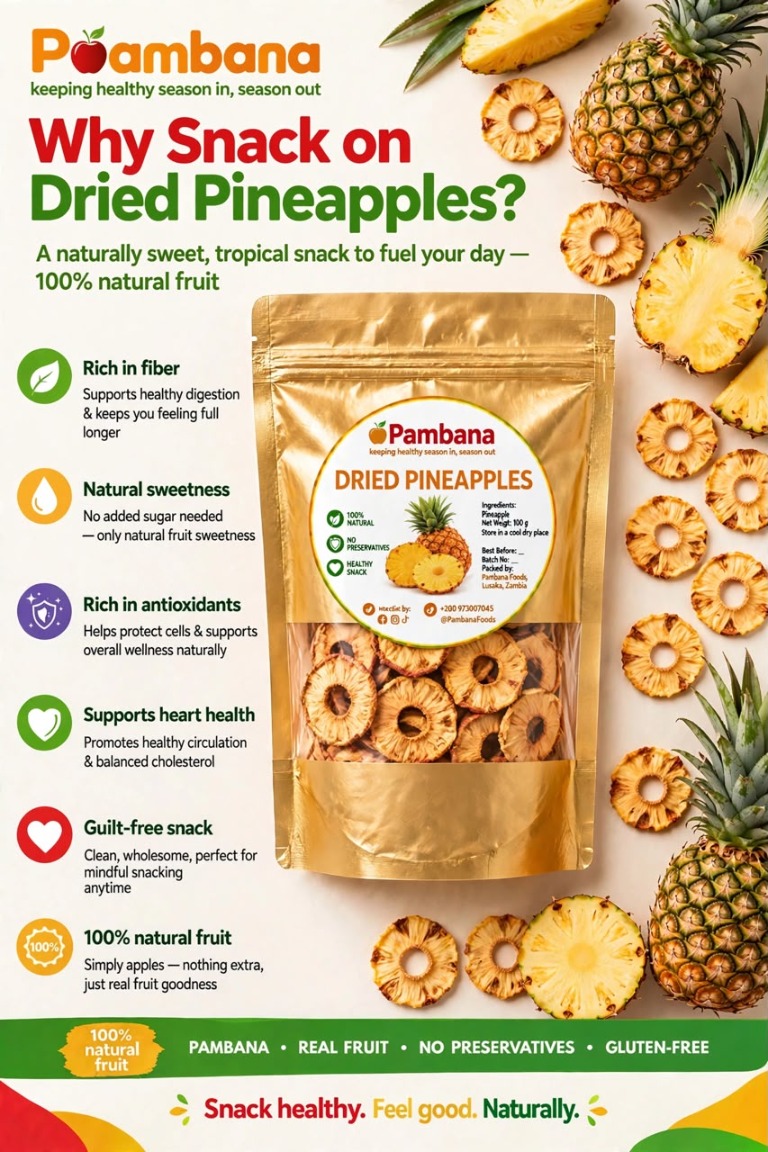 Poambana
keeping healthy season in, season out
Why Snack on
Dried Pineapples?
A naturally sweet, tropical snack to fuel your day —
100% natural fruit
Rich in fiber
Supports healthy digestion
& keeps you feeling full
longer
Natural sweetness
No added sugar needed
— only natural fruit sweetness
Rich in antioxidants
Helps protect cells & supports
overall wellness naturally
Supports heart health
Promotes healthy circulation
& balanced cholesterol
Guilt-free snack
Clean, wholesome, perfect for
mindful snacking
anytime
100%
100% natural fruit
Simply apples — nothing extra,
just real fruit goodness
Pambana
keeping healthy season in, season out
DRIED PINEAPPLES
100%
NATURAL
NO
PRESERVATIVES
HEALTHY
SNACK
Ingredients:
Pineapple
Net Weigt: 100 g
Store in a cool dry place
Best Before: __
Batch No: __
Packed by:
Pambana Foods,
Lusaka, Zambia
by:
+200 973007045
@PambanaFoods
100%
natural
fruit
PAMBANA • REAL FRUIT • NO PRESERVATIVES • GLUTEN-FREE
Snack healthy. Feel good. Naturally.